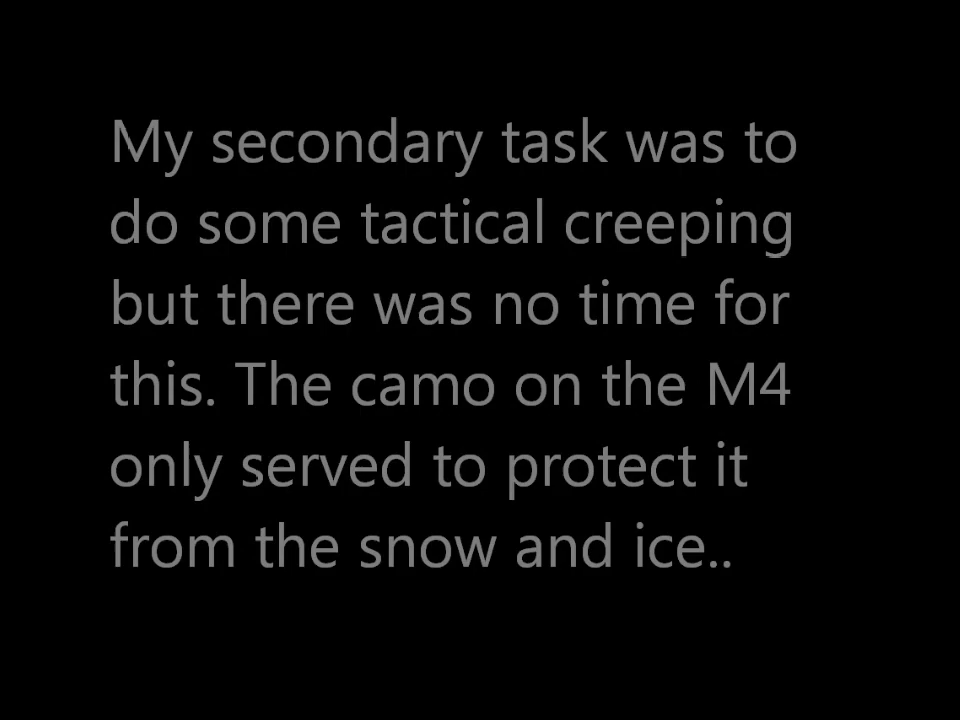 My secondary task was to
do some tactical creeping
but there was no time for
this. The camo on the M4
only served to protect it
from the snow and ice..